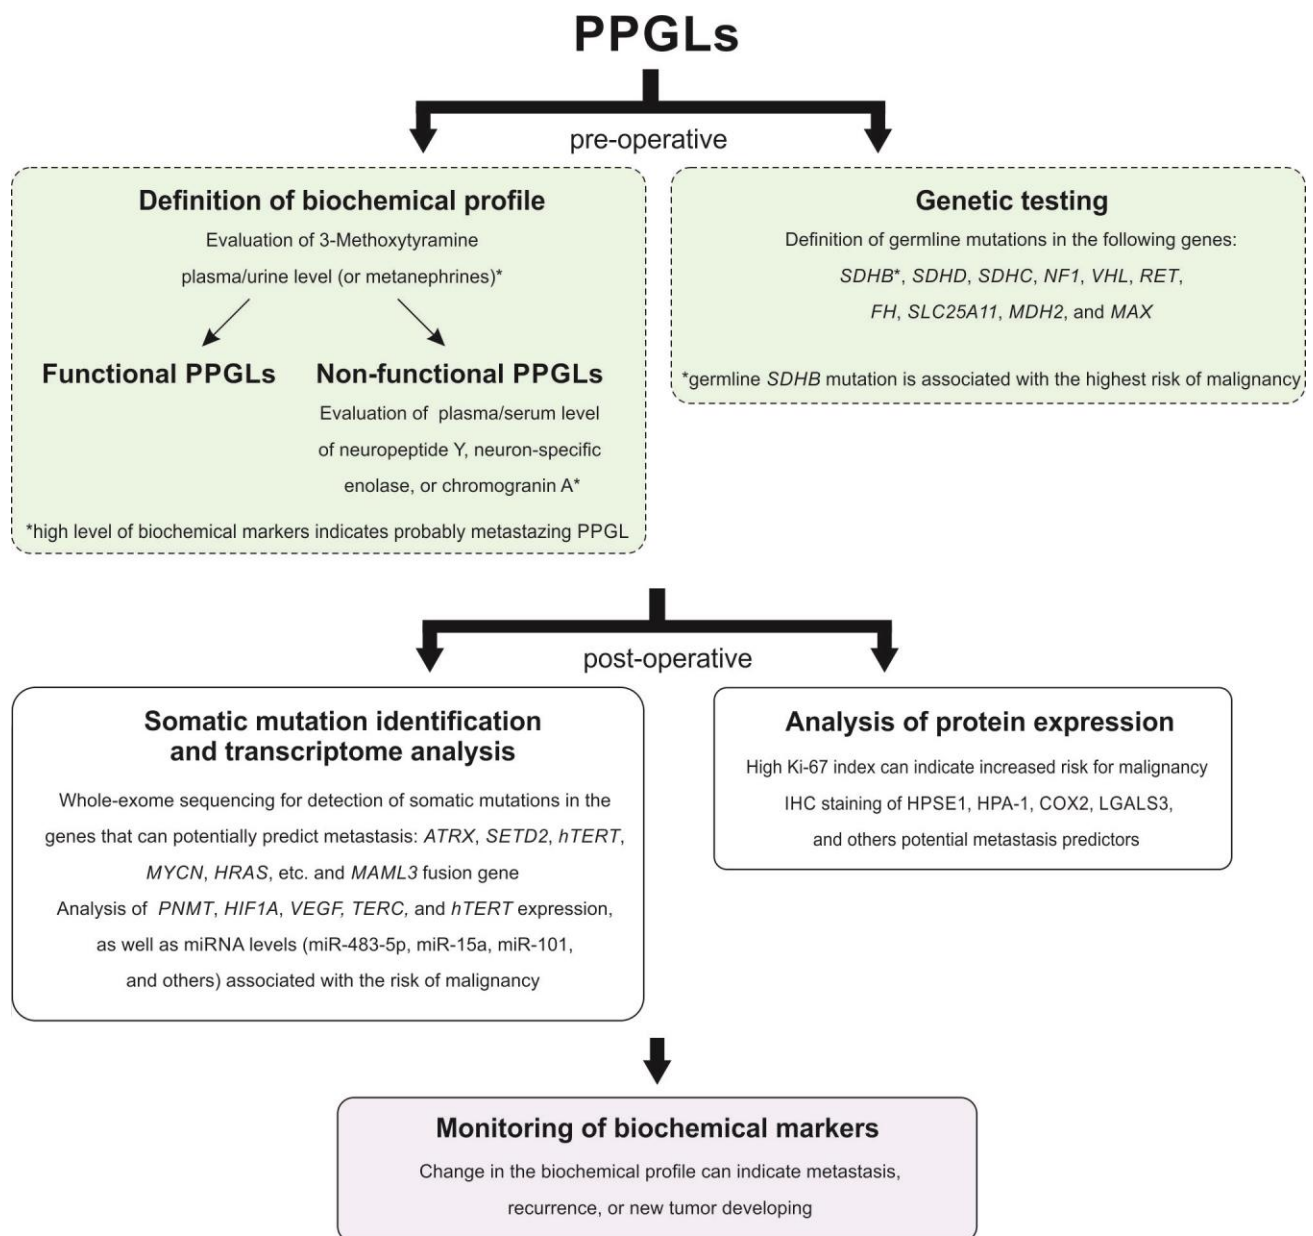 PPGLs
pre-operative
Definition of biochemical profile
Evaluation of 3-Methoxytyramine
plasma/urine level (or metanephrines)*
Functional PPGLs
Non-functional PPGLs
Evaluation of plasma/serum level
of neuropeptide Y, neuron-specific
enolase, or chromogranin A*
*high level of biochemical markers indicates probably metastazing PPGL
Genetic testing
Definition of germline mutations in the following genes:
SDHB*, SDHD, SDHC, NF1, VHL, RET,
FH, SLC25A11, MDH2, and MAX
*germline SDHB mutation is associated with the highest risk of malignancy
post-operative
Somatic mutation identification
and transcriptome analysis
Whole-exome sequencing for detection of somatic mutations in the
genes that can potentially predict metastasis: ATRX, SETD2, hTERT,
MYCN, HRAS, etc. and MAML3 fusion gene
Analysis of PNMT, HIF1A, VEGF, TERC, and hTERT expression,
as well as miRNA levels (miR-483-5p, miR-15a, miR-101,
and others) associated with the risk of malignancy
Analysis of protein expression
High Ki-67 index can indicate increased risk for malignancy
IHC staining of HPSE1, HPA-1, COX2, LGALS3,
and others potential metastasis predictors
Monitoring of biochemical markers
Change in the biochemical profile can indicate metastasis,
recurrence, or new tumor developing